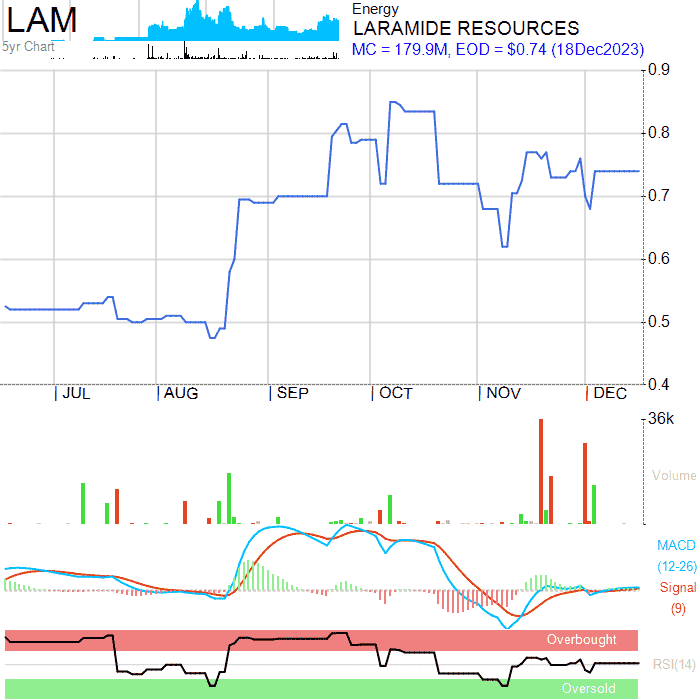 LAM
5yr Chart
Energy
LARAMIDE RESOURCES
MC = 179.9M, EOD = $0.74 (18Dec2023)
0.9
0.8
0.7
0.6
0.5
0.4
JUL AUG SEP OCT NOV DEC
36k
Volume
MACD
(12-26)
Signal
(9)
Overbought
RSI(14)
Oversold